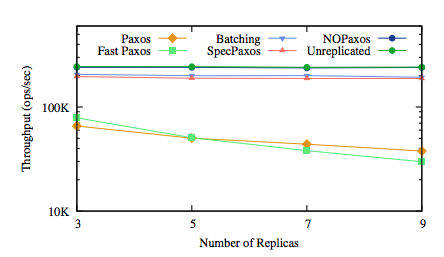 Paxos Batching NOPaxos
Fast Paxos SpecPaxos Unreplicated
Throughput (ops/sec)
100K
10K
3 5 7 9
Number of Replicas